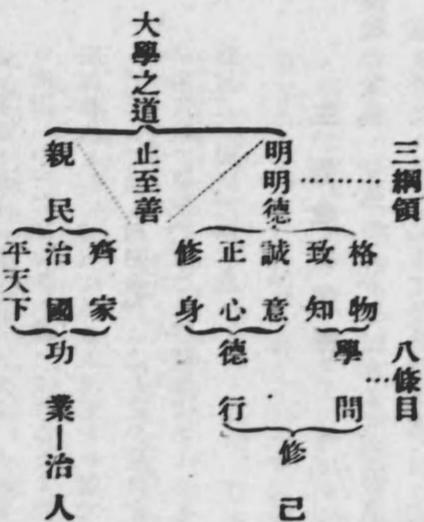 三綱領
八條目
大學之道
明明德
止至善
親民
格物
致知
誠意
正心
修身
齊家
治國
平天下
學問
德行
功業—治人
修己